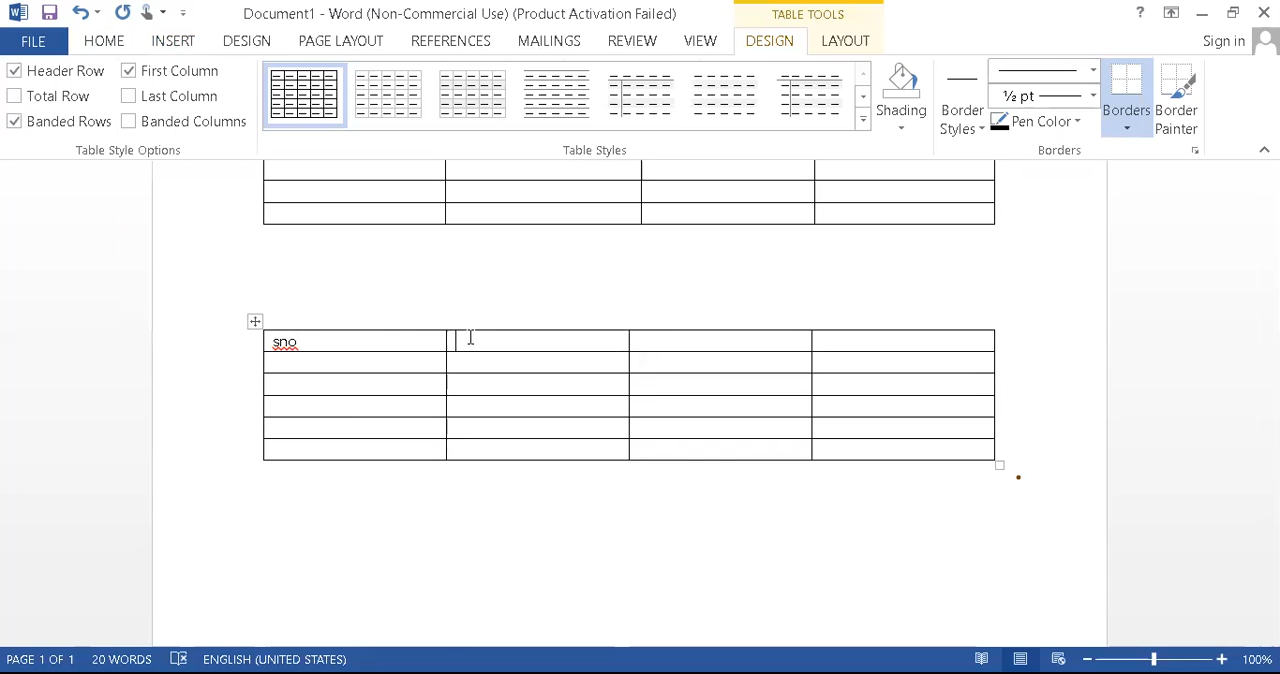 Document1 - Word (Non-Commercial Use) (Product Activation Failed)
TABLE TOOLS
?
FILE HOME INSERT DESIGN PAGE LAYOUT REFERENCES MAILINGS REVIEW VIEW DESIGN LAYOUT Sign in
Header Row First Column
Total Row Last Column
Banded Rows Banded Columns
Table Style Options
Table Styles
Shading
Border Styles
½ pt
Pen Color
Borders
Border Painter
Borders
sno
PAGE 1 OF 1 20 WORDS ENGLISH (UNITED STATES) 100%